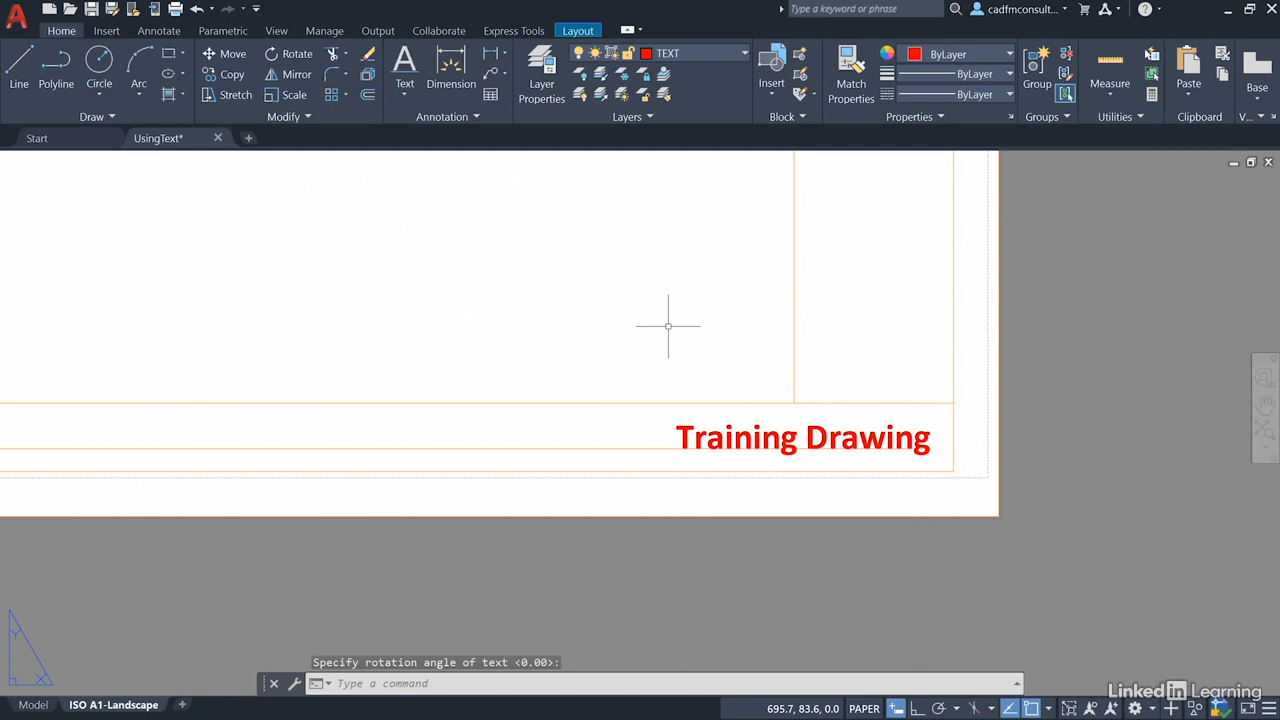 Type a keyword or phrase
cadfmconsult...
?
Home Insert Annotate Parametric View Manage Output Collaborate Express Tools Layout
Line Polyline Circle Arc
Move Rotate
Copy Mirror
Stretch Scale
A
Text Dimension
Layer Properties
TEXT
Insert
Match Properties
ByLayer
ByLayer
ByLayer
Group Measure Paste Base
Draw Modify Annotation Layers Block Properties Groups Utilities Clipboard V...
Start UsingText*
Training Drawing
Y
X
Specify rotation angle of text <0.00>:
Type a command
LinkedIn Learning
Model ISO A1-Landscape
695.7, 83.6, 0.0 PAPER